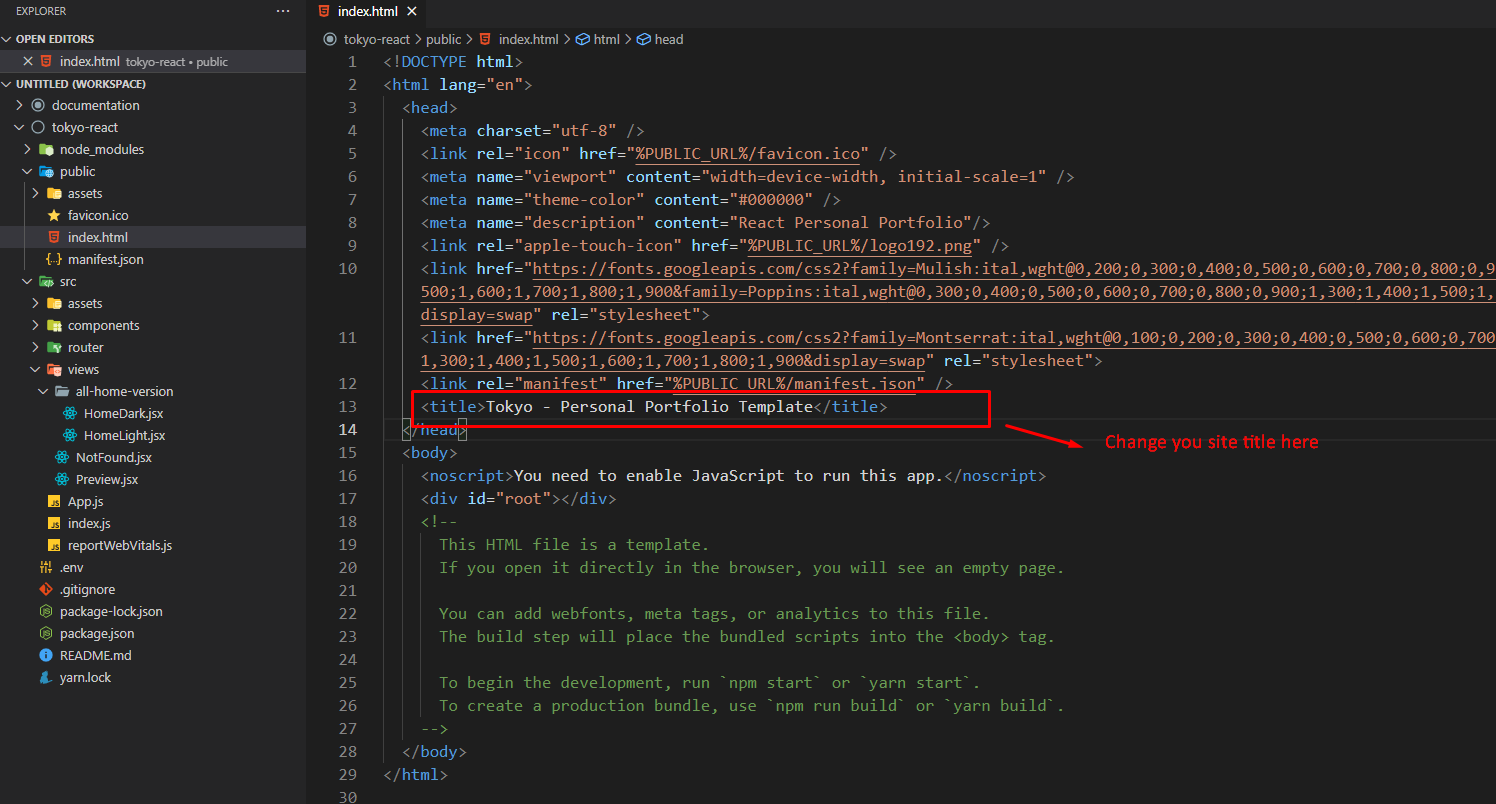 EXPLORER
···
index.html
OPEN EDITORS
index.html tokyo-react • public
UNTITLED (WORKSPACE)
documentation
tokyo-react
node_modules
public
assets
favicon.ico
index.html
manifest.json
src
assets
components
router
views
all-home-version
HomeDark.jsx
HomeLight.jsx
NotFound.jsx
Preview.jsx
App.js
index.js
reportWebVitals.js
.env
.gitignore
package-lock.json
package.json
README.md
yarn.lock
tokyo-react > public > index.html > html > head
1 <!DOCTYPE html>
2 <html lang="en">
3 <head>
4 <meta charset="utf-8" />
5 <link rel="icon" href="%PUBLIC_URL%/favicon.ico" />
6 <meta name="viewport" content="width=device-width, initial-scale=1" />
7 <meta name="theme-color" content="#000000" />
8 <meta name="description" content="React Personal Portfolio"/>
9 <link rel="apple-touch-icon" href="%PUBLIC_URL%/logo192.png" />
10 <link href="https://fonts.googleapis.com/css2?family=Mulish:ital,wght@0,200;0,300;0,400;0,500;0,600;0,700;0,800;0,9
500;1,600;1,700;1,800;1,900&family=Poppins:ital,wght@0,300;0,400;0,500;0,600;0,700;0,800;0,900;1,300;1,400;1,500;1,
display=swap" rel="stylesheet">
11 <link href="https://fonts.googleapis.com/css2?family=Montserrat:ital,wght@0,100;0,200;0,300;0,400;0,500;0,600;0,700
1,300;1,400;1,500;1,600;1,700;1,800;1,900&display=swap" rel="stylesheet">
12 <link rel="manifest" href="%PUBLIC_URL%/manifest.json" />
13 <title>Tokyo - Personal Portfolio Template</title>
14 </head>
Change you site title here
15 <body>
16 <noscript>You need to enable JavaScript to run this app.</noscript>
17 <div id="root"></div>
18 <!--
19 This HTML file is a template.
20 If you open it directly in the browser, you will see an empty page.
21
22 You can add webfonts, meta tags, or analytics to this file.
23 The build step will place the bundled scripts into the <body> tag.
24
25 To begin the development, run `npm start` or `yarn start`.
26 To create a production bundle, use `npm run build` or `yarn build`.
27 -->
28 </body>
29 </html>
30